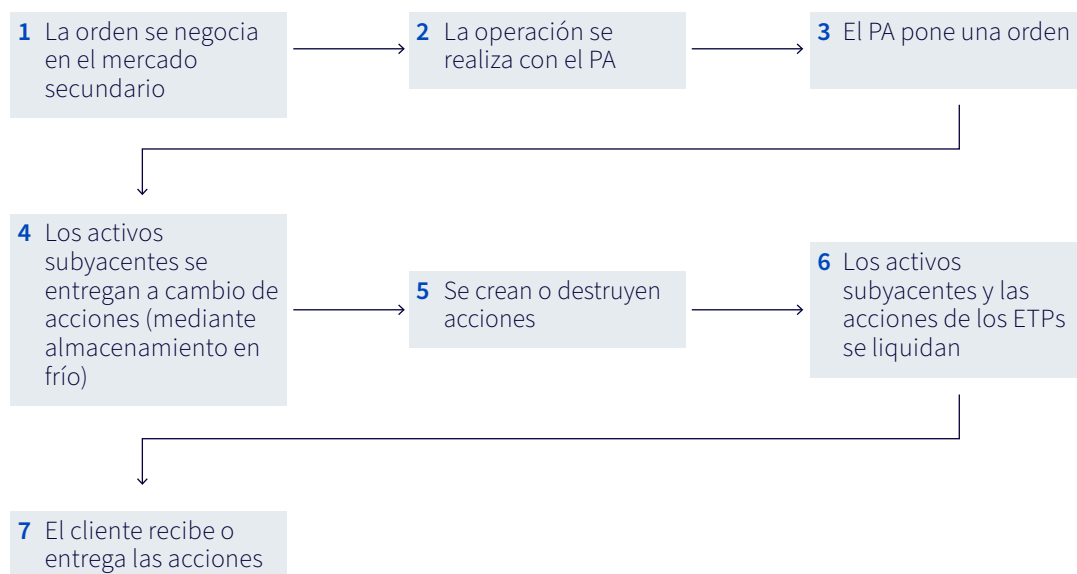 1 La orden se negocia
en el mercado
secundario
2 La operación se
realiza con el PA
3 El PA pone una orden
4 Los activos
subyacentes se
entregan a cambio de
acciones (mediante
almacenamiento en
frío)
5 Se crean o destruyen
acciones
6 Los activos
subyacentes y las
acciones de los ETPs
se liquidan
7 El cliente recibe o
entrega las acciones